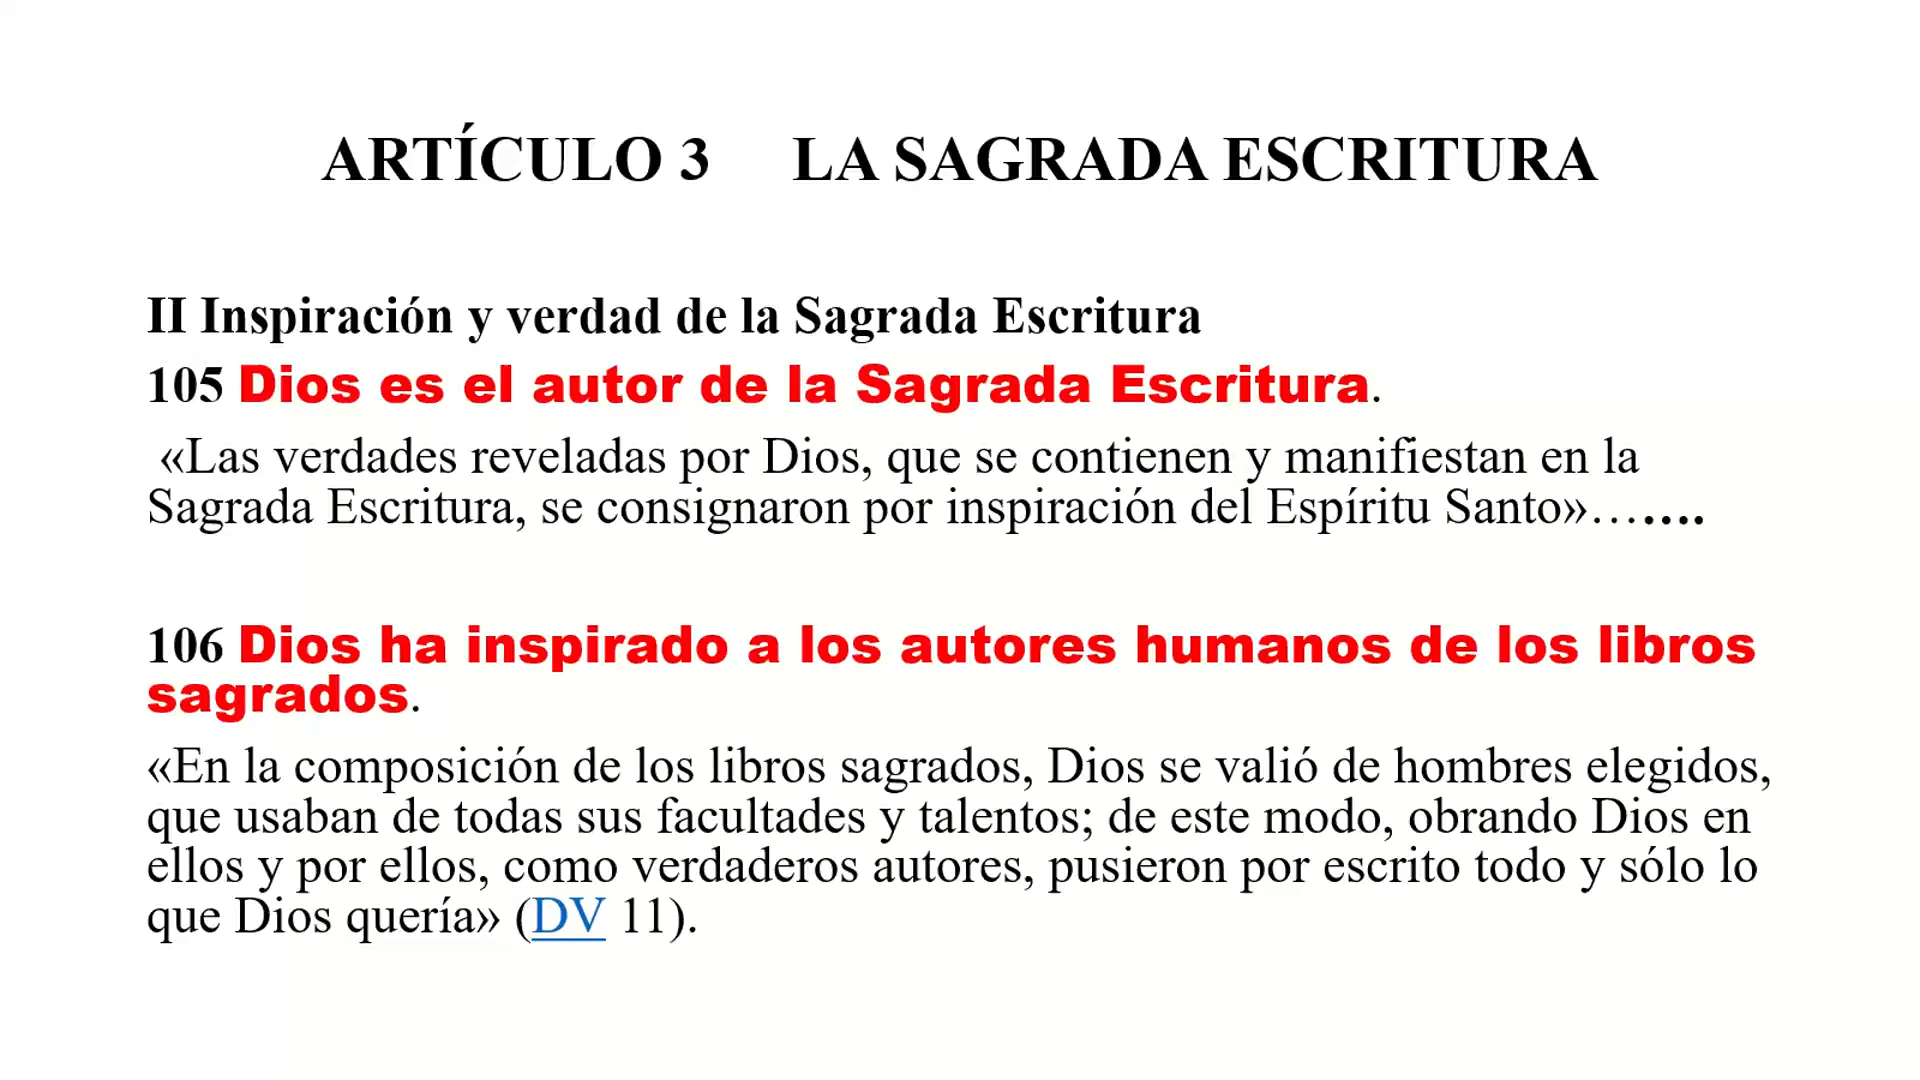 ARTÍCULO 3 LA SAGRADA ESCRITURA
II Inspiración y verdad de la Sagrada Escritura
105 Dios es el autor de la Sagrada Escritura.
«Las verdades reveladas por Dios, que se contienen y manifiestan en la
Sagrada Escritura, se consignaron por inspiración del Espíritu Santo»…….
106 Dios ha inspirado a los autores humanos de los libros
sagrados.
«En la composición de los libros sagrados, Dios se valió de hombres elegidos,
que usaban de todas sus facultades y talentos; de este modo, obrando Dios en
ellos y por ellos, como verdaderos autores, pusieron por escrito todo y sólo lo
que Dios quería» (DV 11).